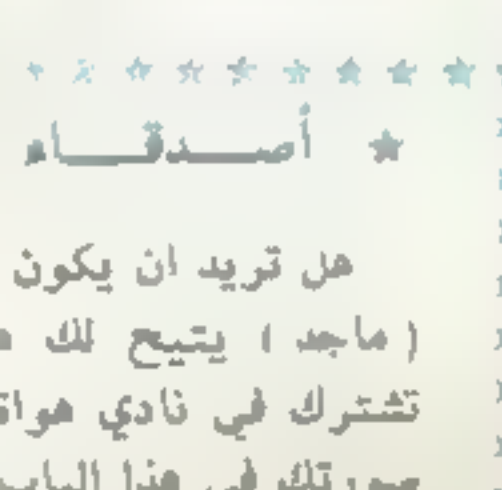 ★ أصدقاء
هل تريد ان يكون
( ماجد ) يتيح لك
تشترك في نادي هواة
صورتك في هذا الباب